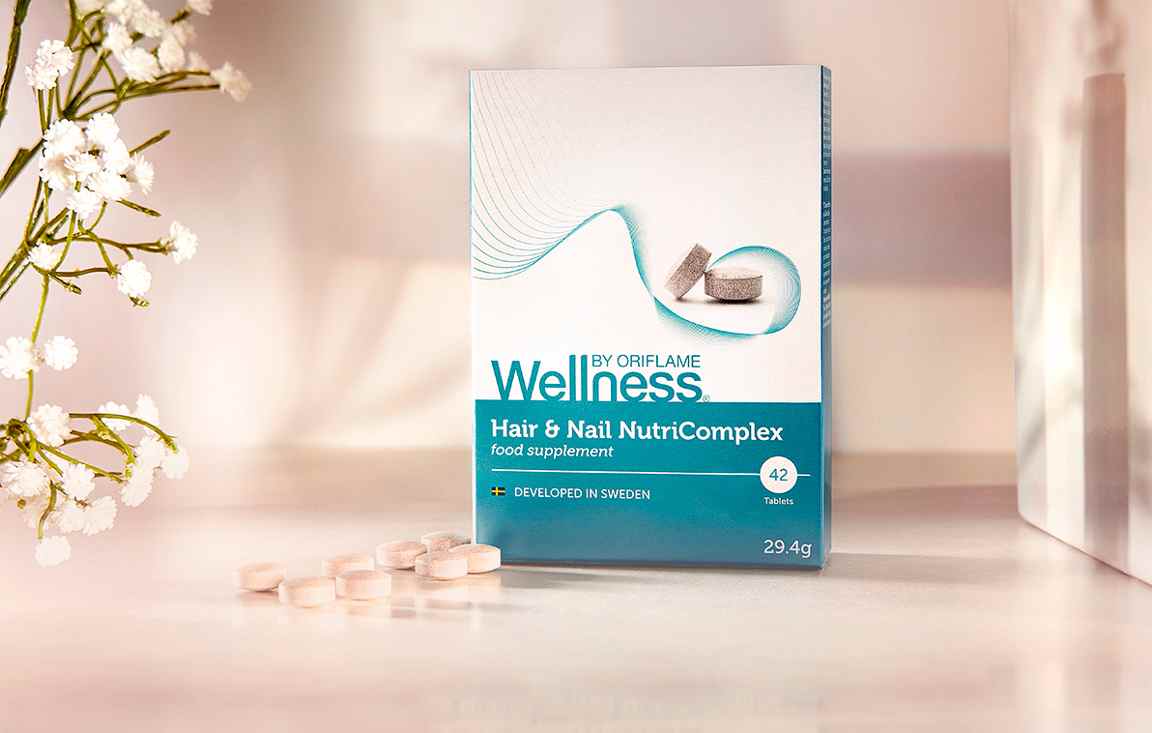 BY ORIFLAME
Wellness®
Hair & Nail NutriComplex
food supplement
42
Tablets
DEVELOPED IN SWEDEN
29.4g